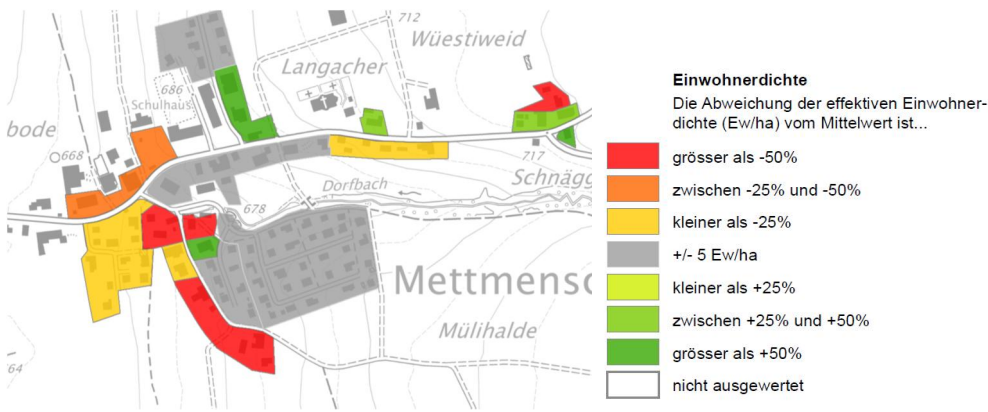 712
Wüestiweid
Langacher
686
Schulhaus
bode
668
717
Schnägg
Dorfbach
678
Mettmensc
Mülihalde
64
Einwohnerdichte
Die Abweichung der effektiven Einwohner-
dichte (Ew/ha) vom Mittelwert ist...
grösser als -50%
zwischen -25% und -50%
kleiner als -25%
+/- 5 Ew/ha
kleiner als +25%
zwischen +25% und +50%
grösser als +50%
nicht ausgewertet